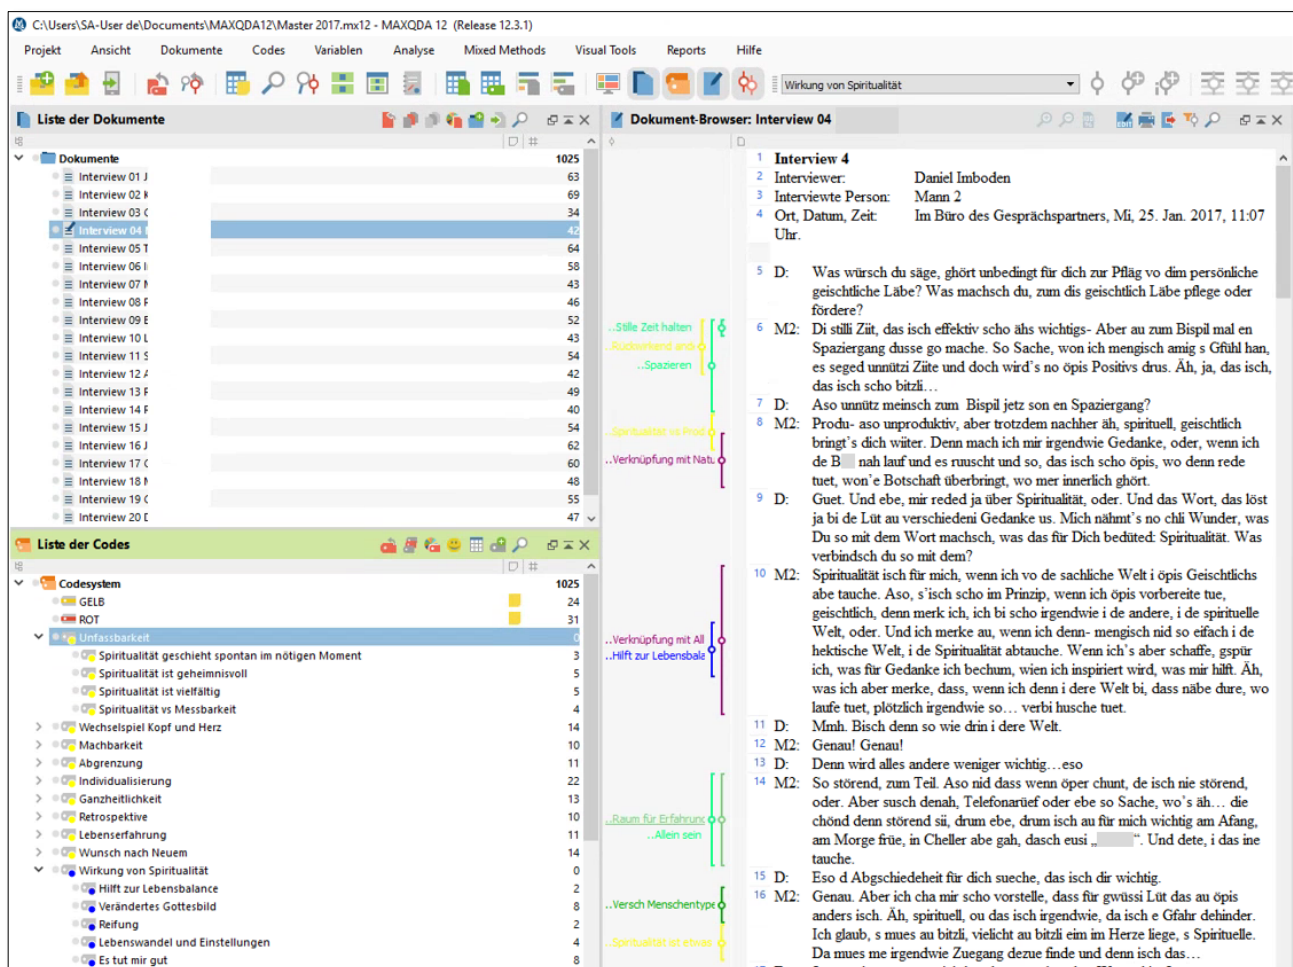 C:\Users\SA-User de\Documents\MAXQDA12\Master 2017.mx12 - MAXQDA 12 (Release 12.3.1)
Projekt Ansicht Dokumente Codes Variablen Analyse Mixed Methods Visual Tools Reports Hilfe
Wirkung von Spiritualität
Liste der Dokumente
Dokumente 1025
Interview 01 J 63
Interview 02 K 69
Interview 03 C 34
Interview 04 42
Interview 05 T 64
Interview 06 I 58
Interview 07 M 43
Interview 08 F 46
Interview 09 E 52
Interview 10 L 43
Interview 11 S 54
Interview 12 A 42
Interview 13 F 49
Interview 14 F 40
Interview 15 J 54
Interview 16 J 62
Interview 17 C 60
Interview 18 M 48
Interview 19 C 55
Interview 20 D 47
Liste der Codes
Codesystem 1025
GELB 24
ROT 31
Unfassbarkeit 0
Spiritualität geschieht spontan im nötigen Moment 3
Spiritualität ist geheimnisvoll 5
Spiritualität ist vielfältig 5
Spiritualität vs Messbarkeit 4
Wechselspiel Kopf und Herz 14
Machbarkeit 10
Abgrenzung 11
Individualisierung 22
Ganzheitlichkeit 13
Retrospektive 10
Lebenserfahrung 11
Wunsch nach Neuem 14
Wirkung von Spiritualität 0
Hilft zur Lebensbalance 2
Verändertes Gottesbild 8
Reifung 2
Lebenswandel und Einstellungen 4
Es tut mir gut 8
Dokument-Browser: Interview 04
..Stille Zeit halten
..Rückwirkend and
..Spazieren
..Spiritualität vs Prod
..Verknüpfung mit Natu
..Verknüpfung mit All
..Hilft zur Lebensbala
..Raum für Erfahrung
..Allein sein
..Versch Menschentype
..Spiritualität ist etwas
1 Interview 4
2 Interviewer: Daniel Imboden
3 Interviewte Person: Mann 2
4 Ort, Datum, Zeit: Im Büro des Gesprächspartners, Mi, 25. Jan. 2017, 11:07
Uhr.
5 D: Was würsch du säge, ghört unbedingt für dich zur Pfläg vo dim persönliche
geischtliche Läbe? Was machsch du, zum dis geischtlich Läbe pflege oder
fördere?
6 M2: Di stilli Ziit, das isch effektiv scho ähs wichtigs- Aber au zum Bispil mal en
Spaziergang dusse go mache. So Sache, won ich mengisch amig s Gfühl han,
es seged unnützi Ziite und doch wird's no öpis Positivs drus. Äh, ja, das isch,
das isch scho bitzli…
7 D: Aso unnütz meinsch zum Bispil jetz son en Spaziergang?
8 M2: Produ- aso unproduktiv, aber trotzdem nachher äh, spirituell, geischtlich
bringt's dich wiiter. Denn mach ich mir irgendwie Gedanke, oder, wenn ich
de B nah lauf und es ruuscht und so, das isch scho öpis, wo denn rede
tuet, won'e Botschaft überbringt, wo mer innerlich ghört.
9 D: Guet. Und ebe, mir reded ja über Spiritualität, oder. Und das Wort, das löst
ja bi de Lüt au verschiedeni Gedanke us. Mich nähmt's no chli Wunder, was
Du so mit dem Wort machsch, was das für Dich bedüted: Spiritualität. Was
verbindsch du so mit dem?
10 M2: Spiritualität isch für mich, wenn ich vo de sachliche Welt i öpis Geischtlichs
abe tauche. Aso, s'isch scho im Prinzip, wenn ich öpis vorbereite tue,
geischtlich, denn merk ich, ich bi scho irgendwie i de andere, i de spirituelle
Welt, oder. Und ich merke au, wenn ich denn- mengisch nid so eifach i de
hektische Welt, i de Spiritualität abtauche. Wenn ich's aber schaffe, gspür
ich, was für Gedanke ich bechum, wien ich inspiriert wird, was mir hilft. Äh,
was ich aber merke, dass, wenn ich denn i dere Welt bi, dass näbe dure, wo
laufe tuet, plötzlich irgendwie so… verbi husche tuet.
11 D: Mmh. Bisch denn so wie drin i dere Welt.
12 M2: Genau! Genau!
13 D: Denn wird alles andere weniger wichtig…eso
14 M2: So störend, zum Teil. Aso nid dass wenn öper chunt, de isch nie störend,
oder. Aber susch denah, Telefonarüef oder ebe so Sache, wo's äh… die
chönd denn störend sii, drum ebe, drum isch au für mich wichtig am Afang,
am Morge früe, in Cheller abe gah, dasch eusi „ “. Und dete, i das ine
tauche.
15 D: Eso d Abgschiedeheit für dich sueche, das isch dir wichtig.
16 M2: Genau. Aber ich cha mir scho vorstelle, dass für gwüssi Lüt das au öpis
anders isch. Äh, spirituell, ou das isch irgendwie, da isch e Gfahr dehinder.
Ich glaub, s mues au bitzli, vielicht au bitzli eim im Herze liege, s Spirituelle.
Da mues me irgendwie Zuegang dezue finde und denn isch das…